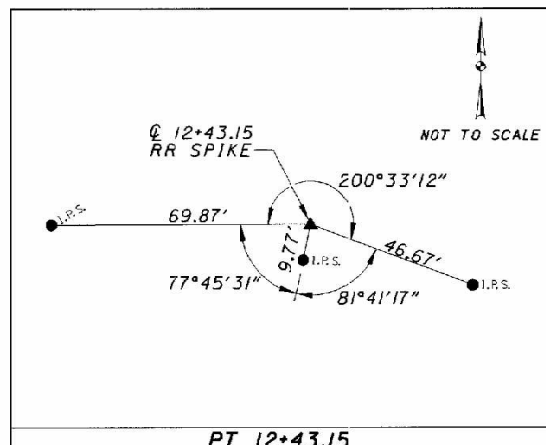 ℄ 12+43.15
RR SPIKE
NOT TO SCALE
200°33'12"
I.P.S.
69.87'
9.77'
I.P.S.
46.67'
I.P.S.
77°45'31"
81°41'17"
PT 12+43.15